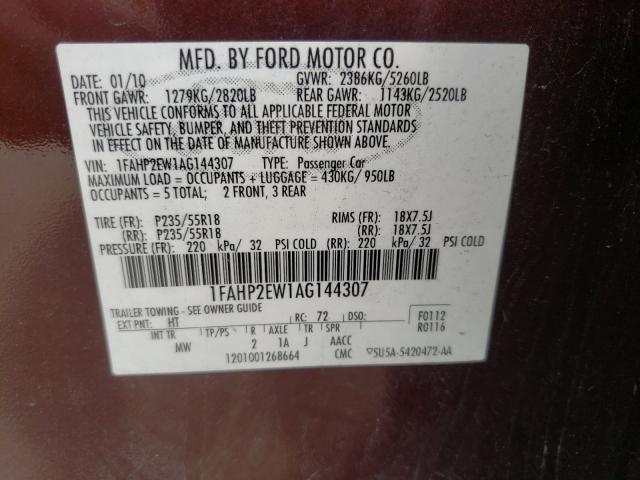 MFD. BY FORD MOTOR CO.
DATE: 01/10 GVWR: 2386KG/5260LB
FRONT GAWR: 1279KG/2820LB REAR GAWR: 1143KG/2520LB
THIS VEHICLE CONFORMS TO ALL APPLICABLE FEDERAL MOTOR
VEHICLE SAFETY, BUMPER, AND THEFT PREVENTION STANDARDS
IN EFFECT ON THE DATE OF MANUFACTURE SHOWN ABOVE.
VIN: 1FAHP2EW1AG144307 TYPE: Passenger Car
MAXIMUM LOAD = OCCUPANTS + LUGGAGE = 430KG/ 950LB
OCCUPANTS = 5 TOTAL; 2 FRONT, 3 REAR
TIRE (FR): P235/55R18 RIMS (FR): 18X7.5J
(RR): P235/55R18 (RR): 18X7.5J
PRESSURE (FR): 220 kPa/ 32 PSI COLD (RR): 220 kPa/ 32 PSI COLD
1FAHP2EW1AG144307
TRAILER TOWING - SEE OWNER GUIDE
EXT PNT: HT RC: 72 DSO: F0112
R0116
INT TR TP/PS R AXLE TR SPR
MW 2 1A J AACC
1201001268664 CMC ▽5U5A-5420472-AA